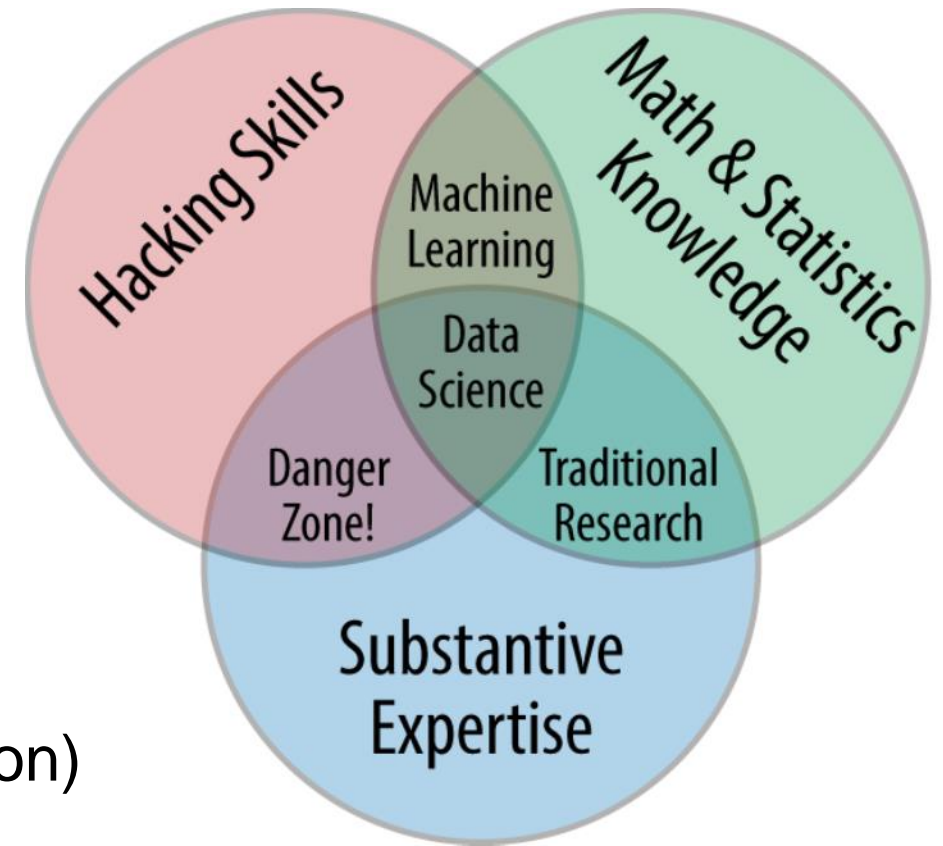 Hacking Skills
Math & Statistics
Knowledge
Machine
Learning
Data
Science
Danger
Zone!
Traditional
Research
Substantive
Expertise
on)